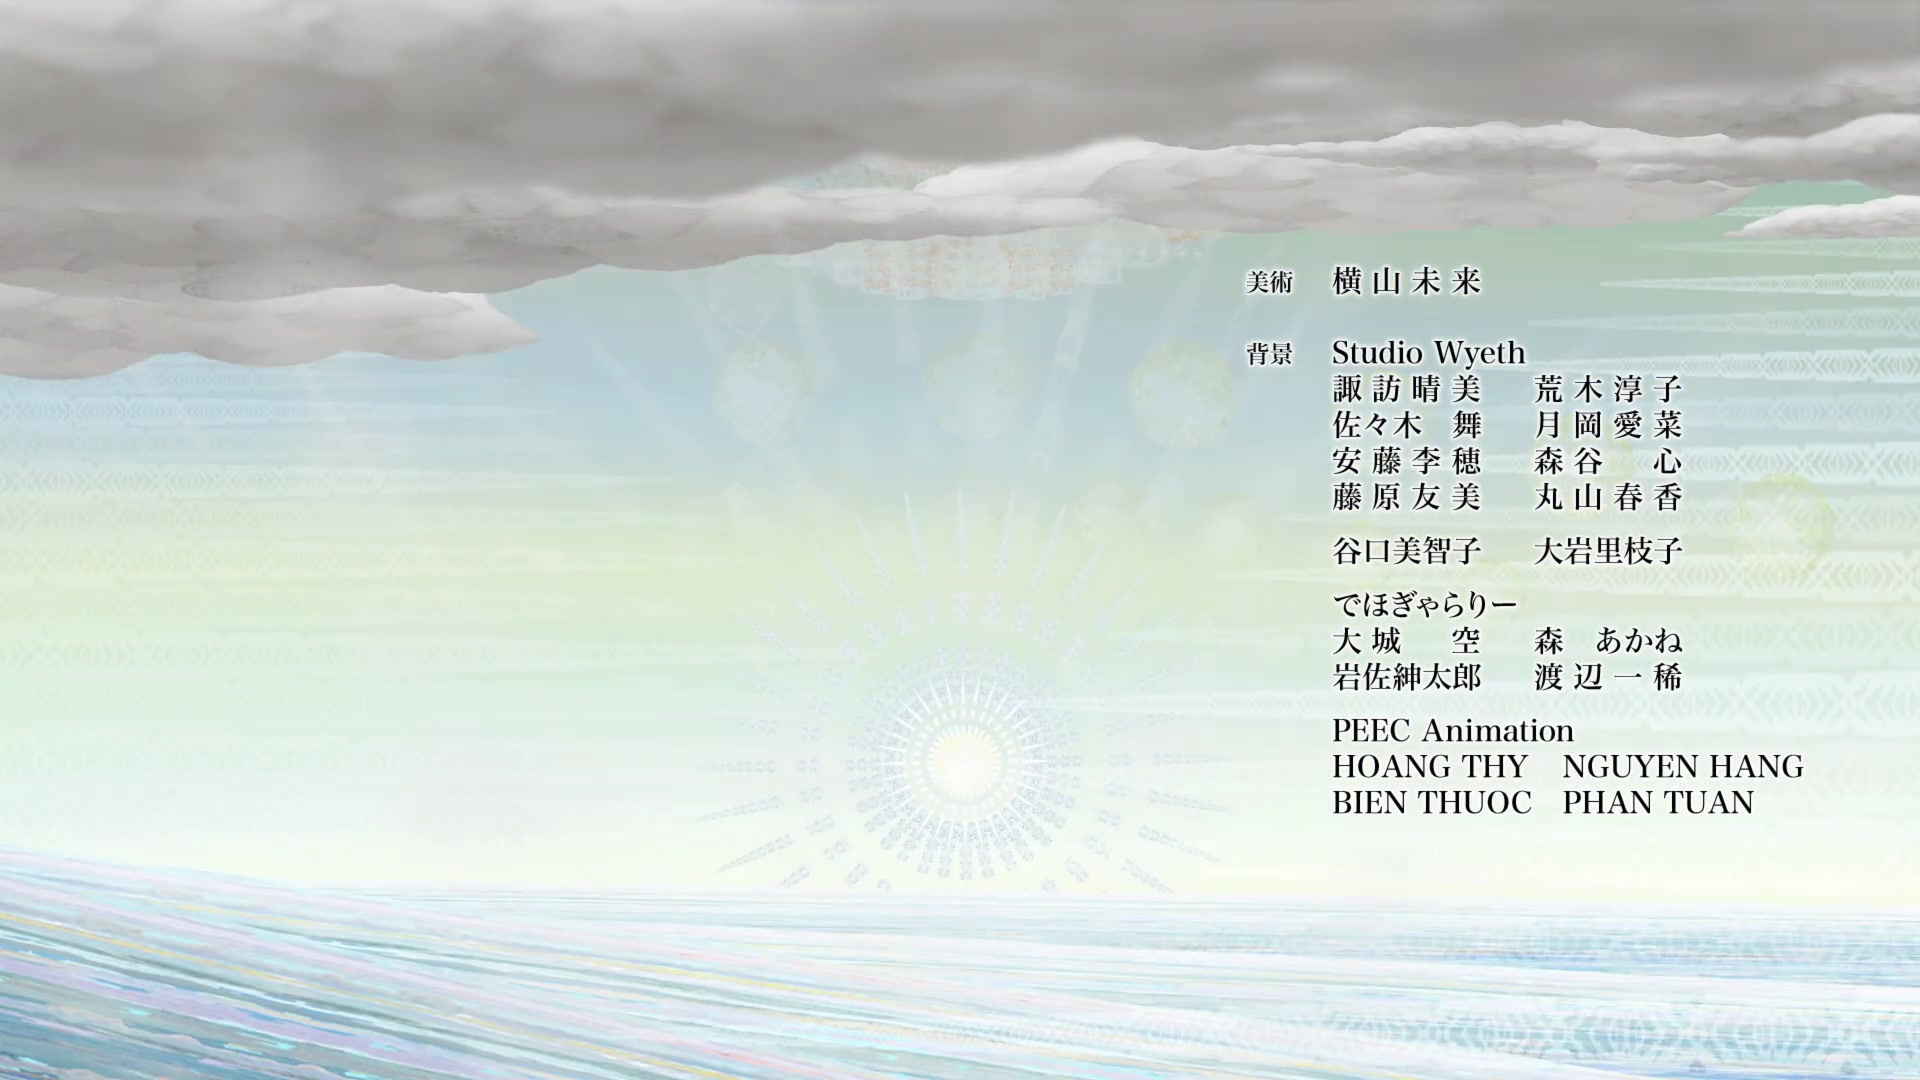 美術 横山未来
背景 Studio Wyeth
諏訪晴美 荒木淳子
佐々木 舞 月岡愛菜
安藤李穂 森谷 心
藤原友美 丸山春香
谷口美智子 大岩里枝子
でほぎゃらりー
大城 空 森 あかね
岩佐紳太郎 渡辺一稀
PEEC Animation
HOANG THY NGUYEN HANG
BIEN THUOC PHAN TUAN